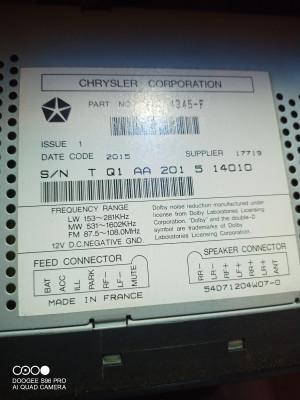 CHRYSLER CORPORATION
PART NO. 4345-F
ISSUE 1
DATE CODE 2015 SUPPLIER 17719
S/N T Q1 AA 201 5 14010
FREQUENCY RANGE
LW 153~281KHz
MW 531~1602KHz
FM 87.5~108.0MHz
12V D.C.NEGATIVE GND.
Dolby noise reduction manufactured under
license from Dolby Laboratories Licensing
Corporation. "Dolby" and the double-D
symbol are trademarks of Dolby
Laboratories Licensing Corporation.
FEED CONNECTOR
BAT
ACC
ILL
PARK
RF-
LF-
MUTE
MADE IN FRANCE
SPEAKER CONNECTOR
RR-
LR-
RF+
LF+
RR+
LR+
ANT
54D71204W07-0
DOOGEE S96 PRO
AI QUAD CAMERA